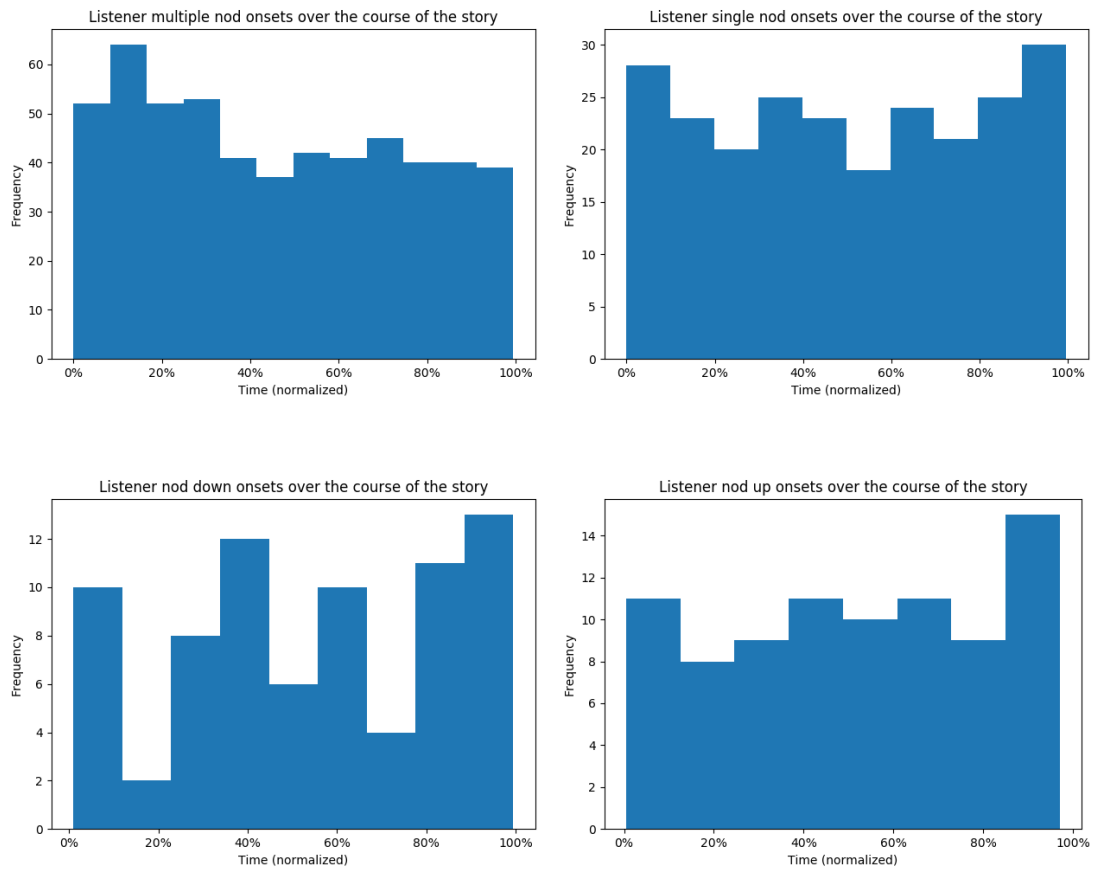 Listener multiple nod onsets over the course of the story
60
50
40
30
20
10
0
Frequency
0% 20% 40% 60% 80% 100%
Time (normalized)
Listener single nod onsets over the course of the story
30
25
20
15
10
5
0
Frequency
0% 20% 40% 60% 80% 100%
Time (normalized)
Listener nod down onsets over the course of the story
12
10
8
6
4
2
0
Frequency
0% 20% 40% 60% 80% 100%
Time (normalized)
Listener nod up onsets over the course of the story
14
12
10
8
6
4
2
0
Frequency
0% 20% 40% 60% 80% 100%
Time (normalized)